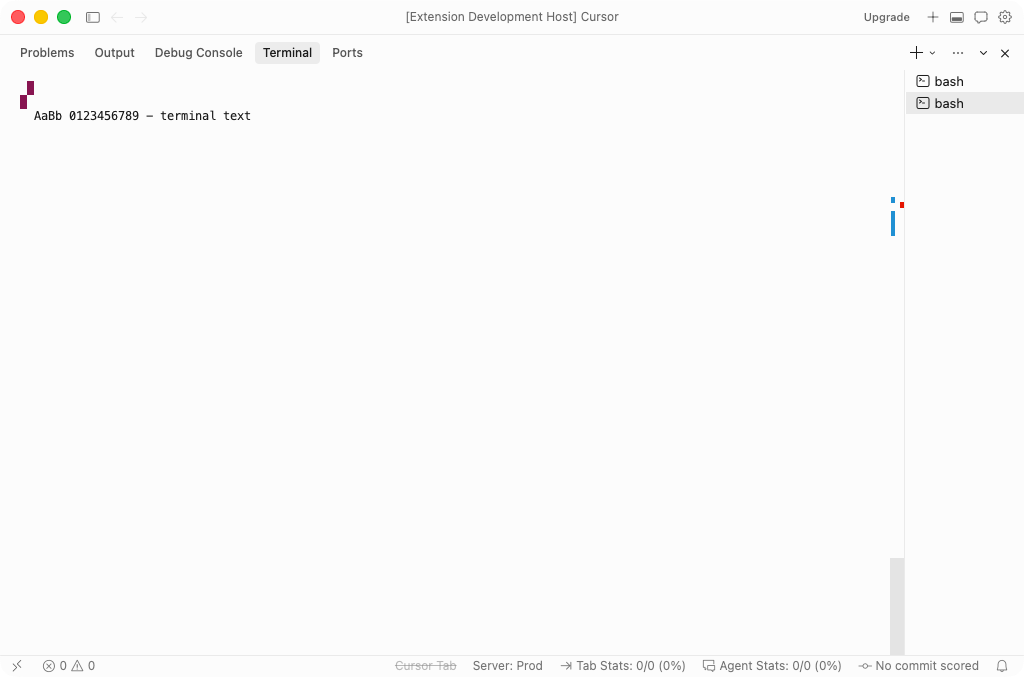 [Extension Development Host] Cursor
Upgrade
Problems Output Debug Console Terminal Ports
bash
bash
AaBb 0123456789 — terminal text
0 0 Cursor Tab Server: Prod Tab Stats: 0/0 (0%) Agent Stats: 0/0 (0%) No commit scored